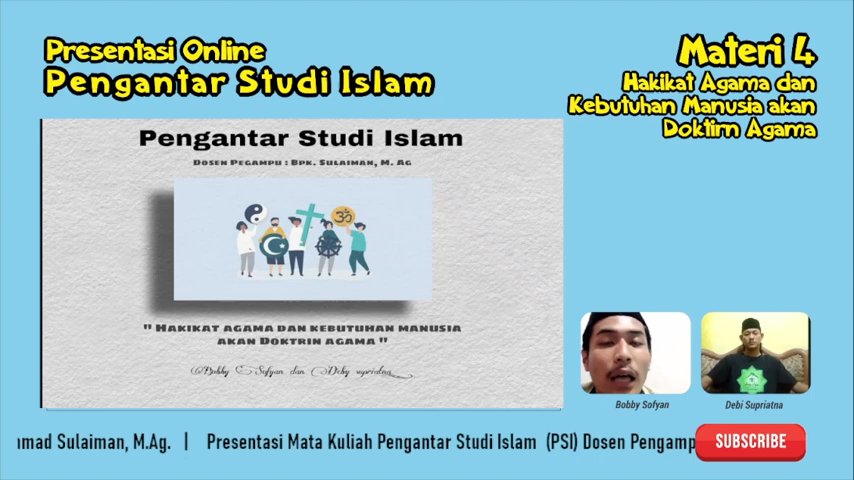 Presentasi Online
Pengantar Studi Islam
Materi 4
Hakikat Agama dan
Kebutuhan Manusia akan
Doktirn Agama
Pengantar Studi Islam
Dosen Pegampu : Bpk. Sulaiman, M. Ag
" Hakikat agama dan kebutuhan manusia
akan Doktrin agama "
Bobby Sofyan dan Deby supriatna
Bobby Sofyan
Debi Supriatna
mad Sulaiman, M.Ag. | Presentasi Mata Kuliah Pengantar Studi Islam (PSI) Dosen Pengamp
SUBSCRIBE